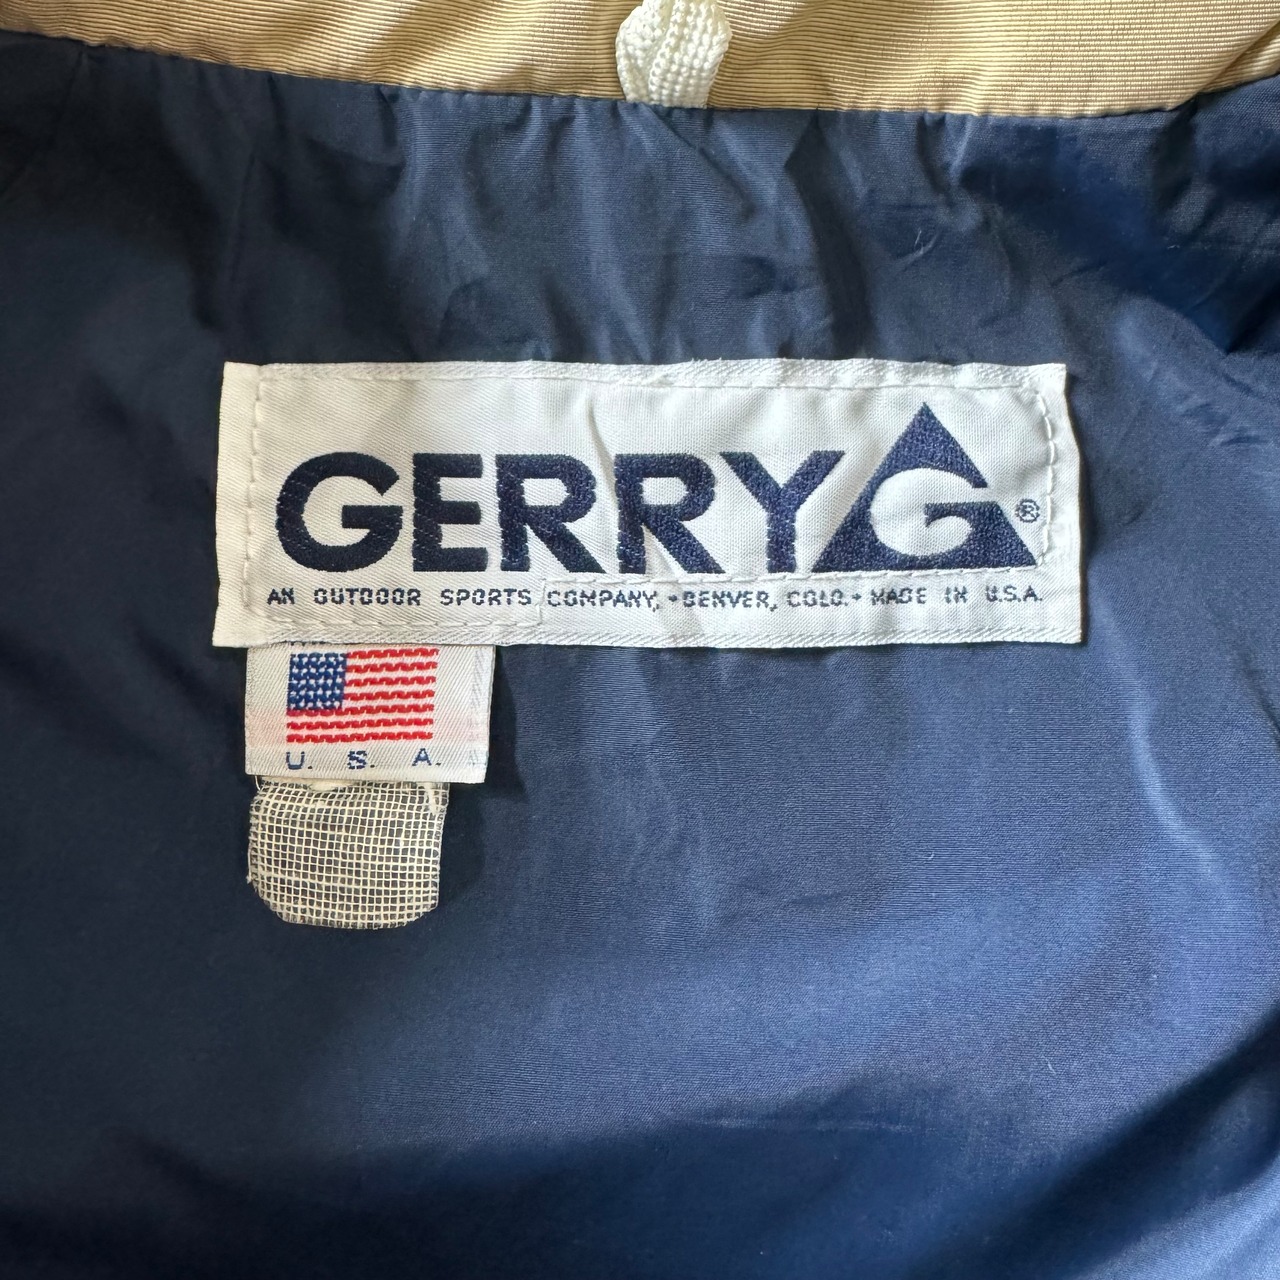 GERRY G ®
AN OUTDOOR SPORTS COMPANY, • DENVER, COLO. • MADE IN U.S.A.
U. S. A.